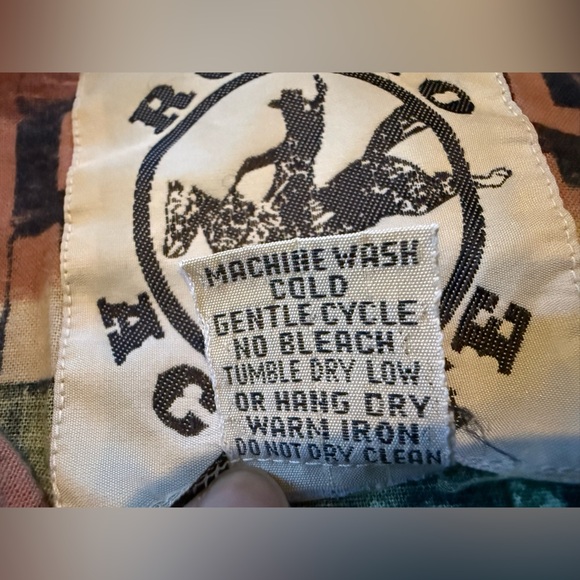 MACHINE WASH
COLD
GENTLE CYCLE
NO BLEACH
TUMBLE DRY LOW
OR HANG DRY
WARM IRON
DO NOT DRY CLEAN